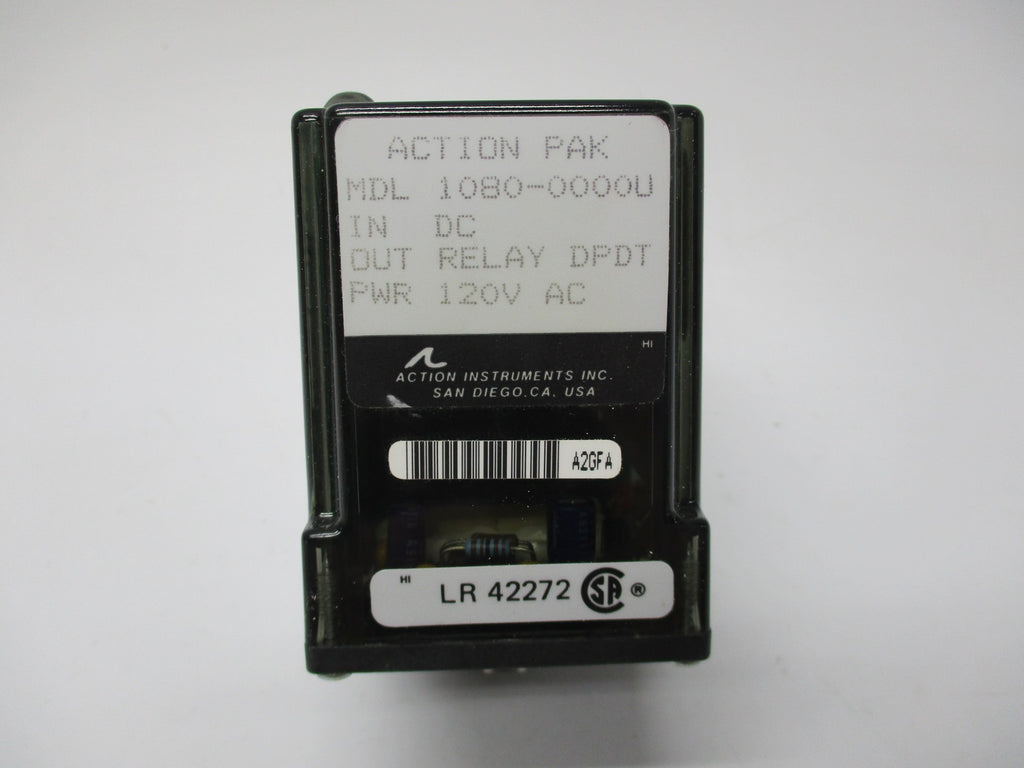 ACTION PAK
MDL 1080-0000U
IN DC
OUT RELAY DPDT
PWR 120V AC
HI
ACTION INSTRUMENTS INC.
SAN DIEGO, CA. USA
A2GFA
HI LR 42272 SA ®